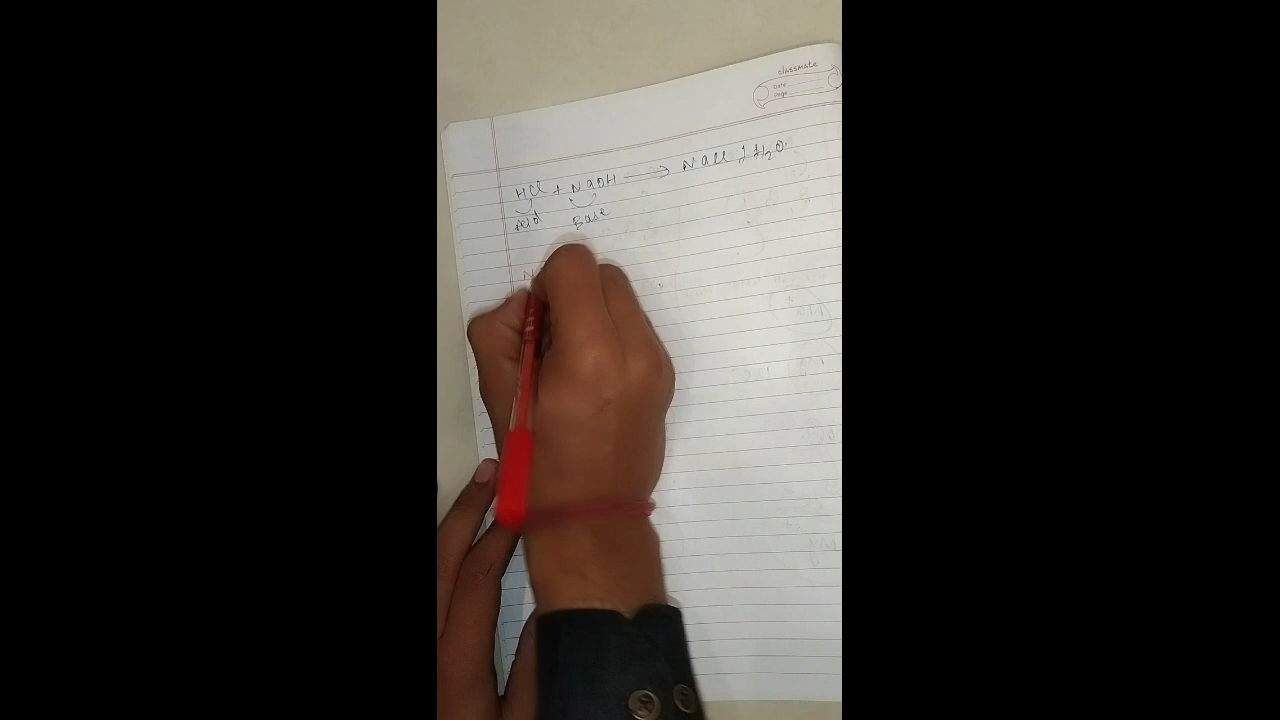 classmate
Date
Page
HCl + NaOH → NaCl + H2O.
Acid Base
N